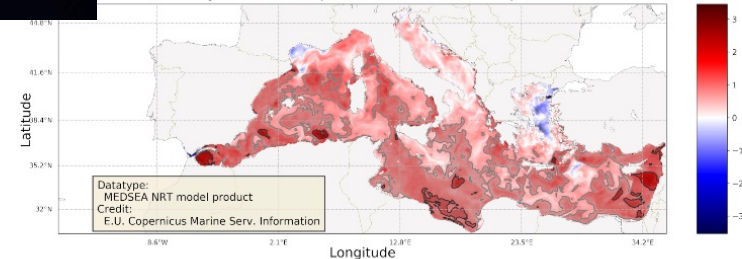 44.8°N
41.6°N
38.4°N
35.2°N
32°N
Latitude
Datatype:
MEDSEA NRT model product
Credit:
E.U. Copernicus Marine Serv. Information
8.6°W
2.1°E
12.8°E
23.5°E
34.2°E
Longitude
3
2
1
0
−1
−2
−3